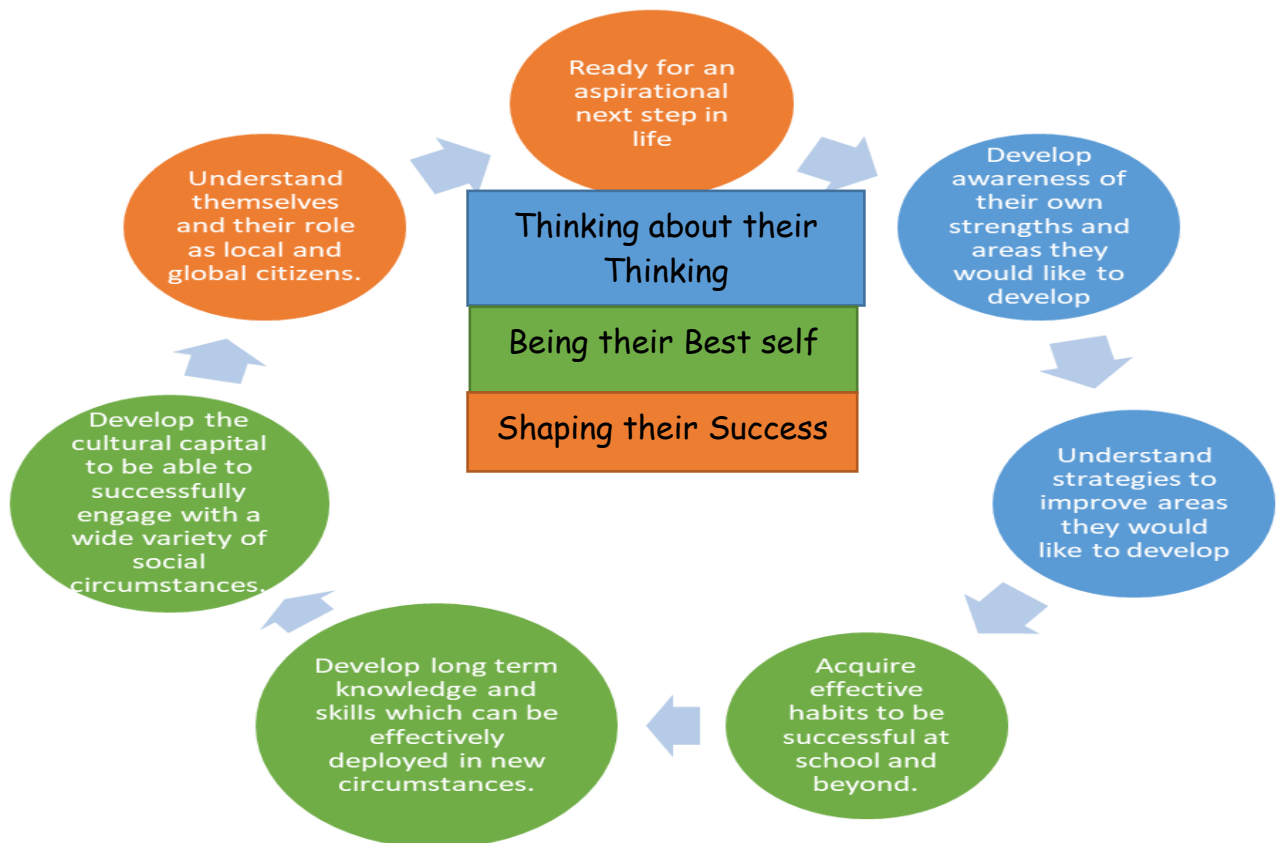 Ready for an
aspirational
next step in
life
Develop
awareness of
their own
strengths and
areas they
would like to
develop
Understand
strategies to
improve areas
they would
like to develop
Acquire
effective
habits to be
successful at
school and
beyond.
Develop long term
knowledge and
skills which can be
effectively
deployed in new
circumstances.
Develop the
cultural capital
to be able to
successfully
engage with a
wide variety of
social
circumstances.
Understand
themselves
and their role
as local and
global citizens.
Thinking about their
Thinking
Being their Best self
Shaping their Success